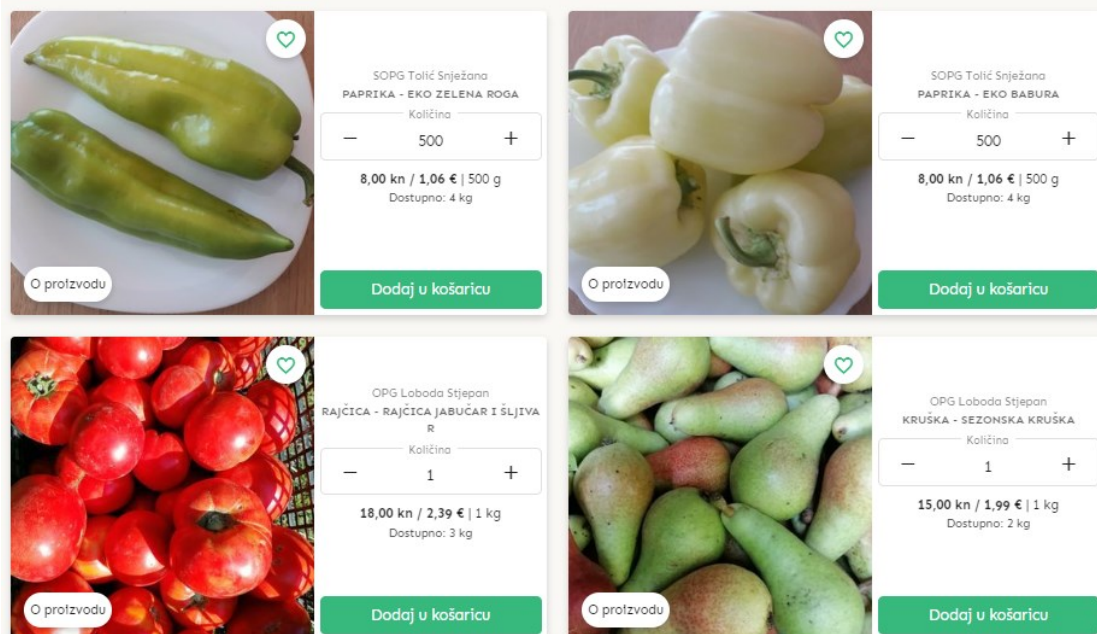 SOPG Tolić Snježana
PAPRIKA - EKO ZELENA ROGA
Količina
− 500 +
8,00 kn / 1,06 € | 500 g
Dostupno: 4 kg
O proizvodu
Dodaj u košaricu
SOPG Tolić Snježana
PAPRIKA - EKO BABURA
Količina
− 500 +
8,00 kn / 1,06 € | 500 g
Dostupno: 4 kg
O proizvodu
Dodaj u košaricu
OPG Loboda Stjepan
RAJČICA - RAJČICA JABUČAR I ŠLJIVA
R
Količina
− 1 +
18,00 kn / 2,39 € | 1 kg
Dostupno: 3 kg
O proizvodu
Dodaj u košaricu
OPG Loboda Stjepan
KRUŠKA - SEZONSKA KRUŠKA
Količina
− 1 +
15,00 kn / 1,99 € | 1 kg
Dostupno: 2 kg
O proizvodu
Dodaj u košaricu